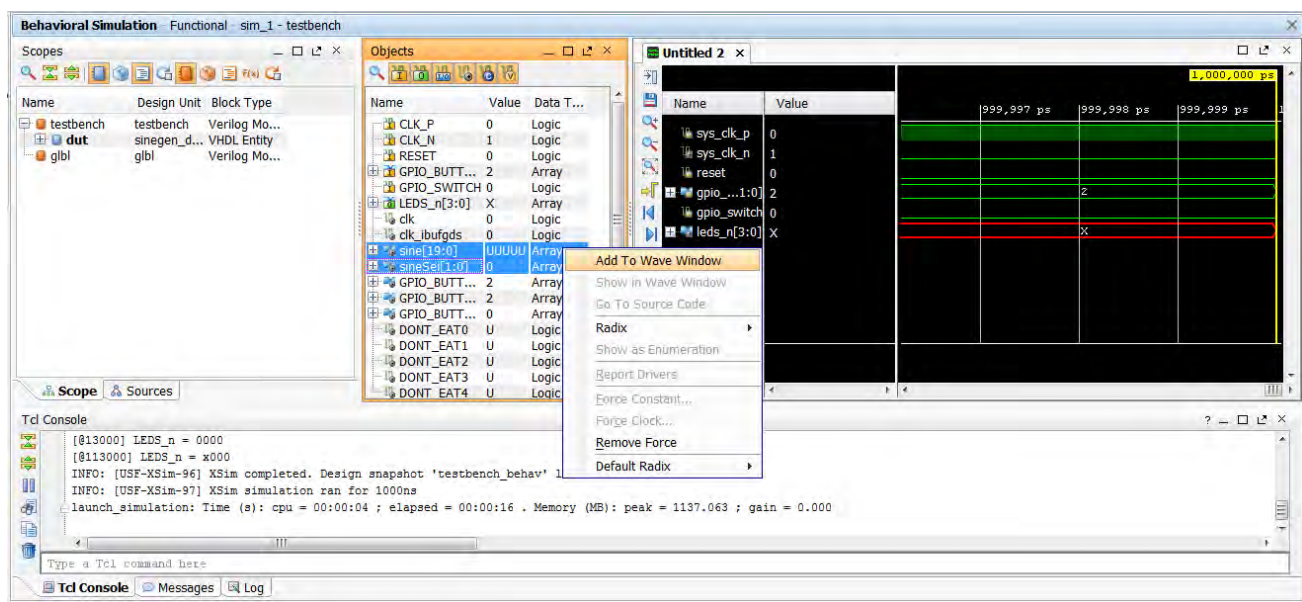 Behavioral Simulation - Functional - sim_1 - testbench
Scopes
Name Design Unit Block Type
testbench testbench Verilog Mo...
dut sinegen_d... VHDL Entity
glbl glbl Verilog Mo...
Scope Sources
Objects
Name Value Data T...
CLK_P 0 Logic
CLK_N 1 Logic
RESET 0 Logic
GPIO_BUTT... 2 Array
GPIO_SWITCH 0 Logic
LEDS_n[3:0] X Array
clk 0 Logic
clk_ibufgds 0 Logic
sine[19:0] UUUUU Array
sineSel[1:0] 0 Array
GPIO_BUTT... 2 Array
GPIO_BUTT... 2 Array
GPIO_BUTT... 0 Array
DONT_EAT0 U Logic
DONT_EAT1 U Logic
DONT_EAT2 U Logic
DONT_EAT3 U Logic
DONT_EAT4 U Logic
Add To Wave Window
Show in Wave Window
Go To Source Code
Radix
Show as Enumeration
Report Drivers
Force Constant...
Force Clock...
Remove Force
Default Radix
Untitled 2
1,000,000 ps
Name Value
999,997 ps 999,998 ps 999,999 ps 1
sys_clk_p 0
sys_clk_n 1
reset 0
gpio_...1:0] 2 2
gpio_switch 0
leds_n[3:0] X X
Tcl Console
[@13000] LEDS_n = 0000
[@113000] LEDS_n = x000
INFO: [USF-XSim-96] XSim completed. Design snapshot 'testbench_behav' l
INFO: [USF-XSim-97] XSim simulation ran for 1000ns
launch_simulation: Time (s): cpu = 00:00:04 ; elapsed = 00:00:16 . Memory (MB): peak = 1137.063 ; gain = 0.000
Type a Tcl command here
Tcl Console Messages Log